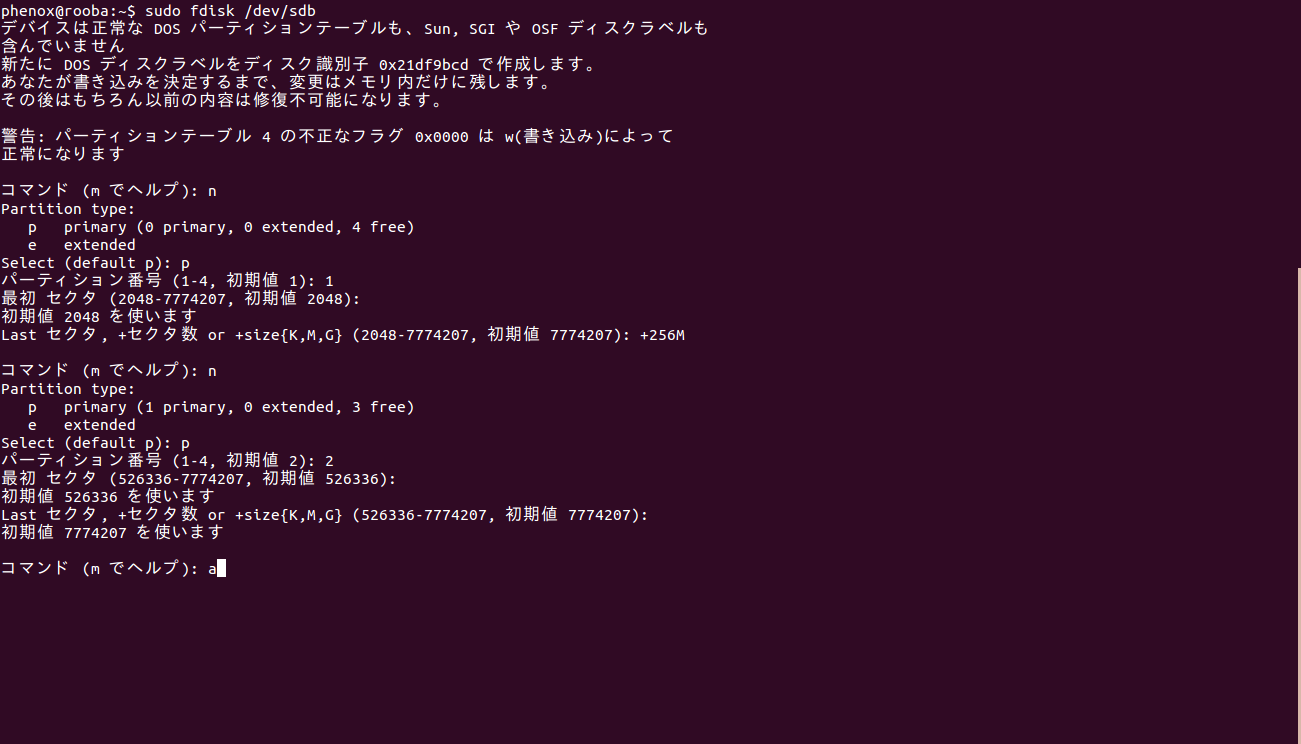 phenox@rooba:~$ sudo fdisk /dev/sdb
デバイスは正常な DOS パーティションテーブルも、Sun, SGI や OSF ディスクラベルも
含んでいません
新たに DOS ディスクラベルをディスク識別子 0x21df9bcd で作成します。
あなたが書き込みを決定するまで、変更はメモリ内だけに残します。
その後はもちろん以前の内容は修復不可能になります。
警告: パーティションテーブル 4 の不正なフラグ 0x0000 は w(書き込み)によって
正常になります
コマンド (m でヘルプ): n
Partition type:
   p   primary (0 primary, 0 extended, 4 free)
   e   extended
Select (default p): p
パーティション番号 (1-4, 初期値 1): 1
最初 セクタ (2048-7774207, 初期値 2048):
初期値 2048 を使います
Last セクタ, +セクタ数 or +size{K,M,G} (2048-7774207, 初期値 7774207): +256M
コマンド (m でヘルプ): n
Partition type:
   p   primary (1 primary, 0 extended, 3 free)
   e   extended
Select (default p): p
パーティション番号 (1-4, 初期値 2): 2
最初 セクタ (526336-7774207, 初期値 526336):
初期値 526336 を使います
Last セクタ, +セクタ数 or +size{K,M,G} (526336-7774207, 初期値 7774207):
初期値 7774207 を使います
コマンド (m でヘルプ): a